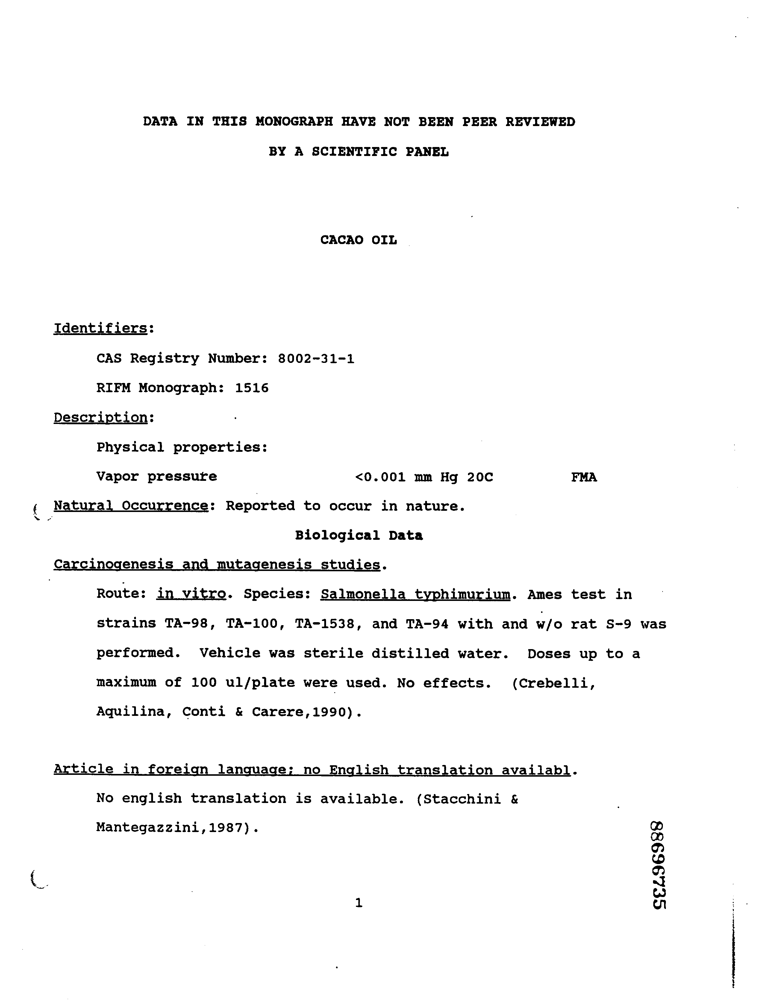 DATA IN THIS MONOGRAPH HAVE NOT BEEN PEER REVIEWED
BY A SCIENTIFIC PANEL
CACAO OIL
Identifiers:
CAS Registry Number: 8002-31-1
RIFM Monograph: 1516
Description:
Physical properties:
Vapor pressure <0.001 mm Hg 20C FMA
Natural Occurrence: Reported to occur in nature.
Biological Data
Carcinogenesis and mutagenesis studies.
Route: in vitro. Species: Salmonella typhimurium. Ames test in
strains TA-98, TA-100, TA-1538, and TA-94 with and w/o rat S-9 was
performed. Vehicle was sterile distilled water. Doses up to a
maximum of 100 ul/plate were used. No effects. (Crebelli,
Aquilina, Conti & Carere,1990).
Article in foreign language; no English translation availabl.
No english translation is available. (Stacchini &
Mantegazzini,1987).
88696735
1